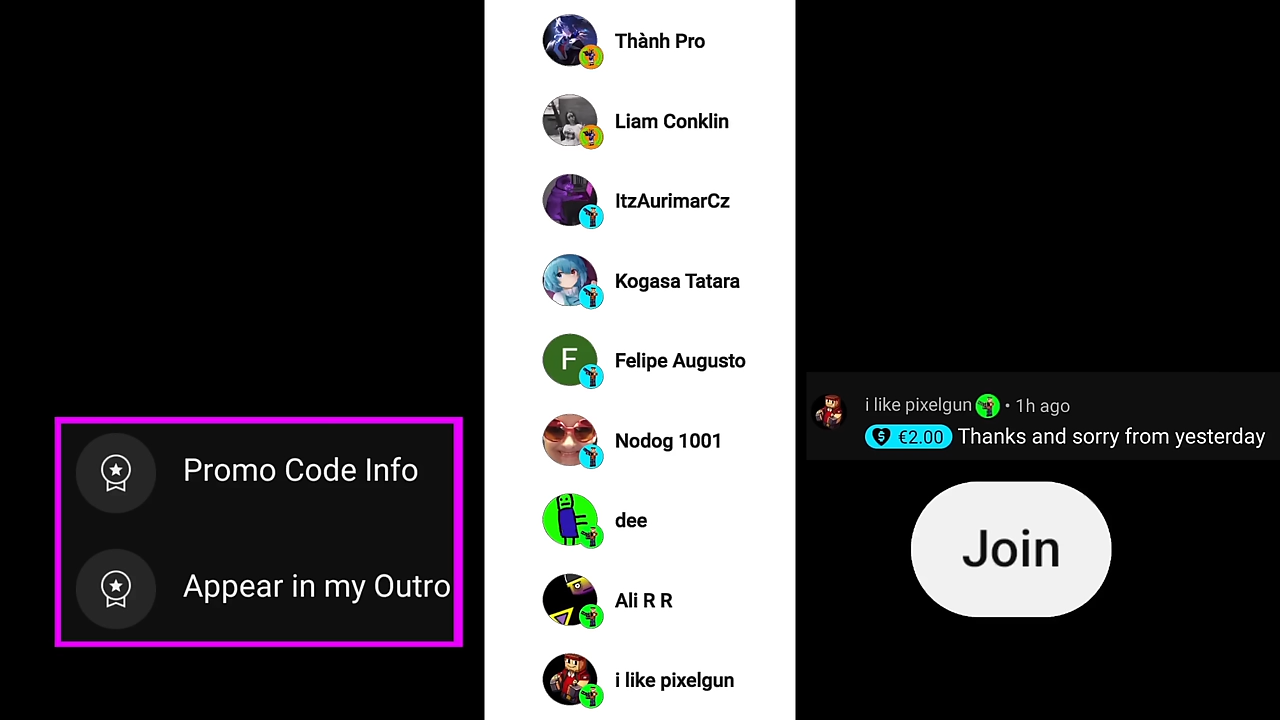 Promo Code Info
Appear in my Outro
Thành Pro
Liam Conklin
ItzAurimarCz
Kogasa Tatara
F
Felipe Augusto
Nodog 1001
dee
Ali R R
i like pixelgun
i like pixelgun • 1h ago
$ €2.00 Thanks and sorry from yesterday
Join